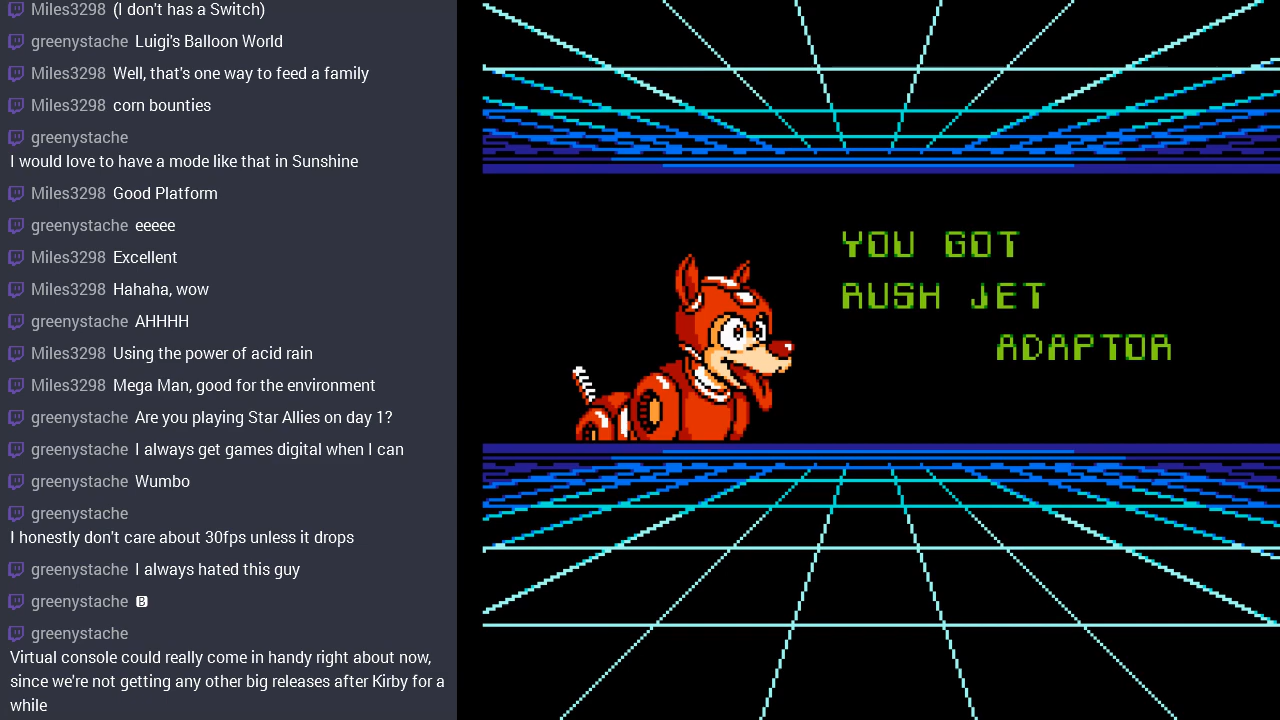 Miles3298 (I don't has a Switch)
greenystache Luigi's Balloon World
Miles3298 Well, that's one way to feed a family
Miles3298 corn bounties
greenystache
I would love to have a mode like that in Sunshine
Miles3298 Good Platform
greenystache eeeee
Miles3298 Excellent
Miles3298 Hahaha, wow
greenystache AHHHH
Miles3298 Using the power of acid rain
Miles3298 Mega Man, good for the environment
greenystache Are you playing Star Allies on day 1?
greenystache I always get games digital when I can
greenystache Wumbo
greenystache
I honestly don't care about 30fps unless it drops
greenystache I always hated this guy
greenystache 🅱
greenystache
Virtual console could really come in handy right about now,
since we're not getting any other big releases after Kirby for a
while
YOU GOT
RUSH JET
ADAPTOR